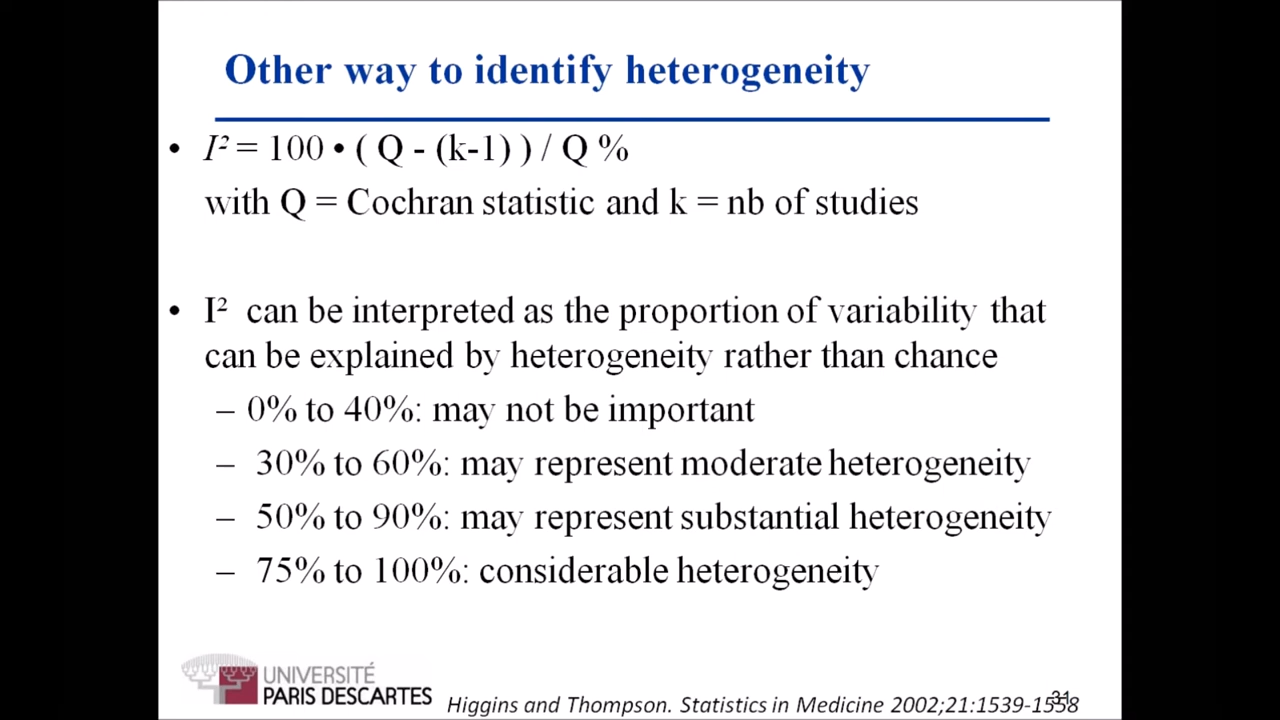 Other way to identify heterogeneity
• I² = 100 • ( Q - (k-1) ) / Q %
with Q = Cochran statistic and k = nb of studies
• I² can be interpreted as the proportion of variability that
can be explained by heterogeneity rather than chance
– 0% to 40%: may not be important
– 30% to 60%: may represent moderate heterogeneity
– 50% to 90%: may represent substantial heterogeneity
– 75% to 100%: considerable heterogeneity
UNIVERSITÉ
PARIS DESCARTES
Higgins and Thompson. Statistics in Medicine 2002;21:1539-1558
31